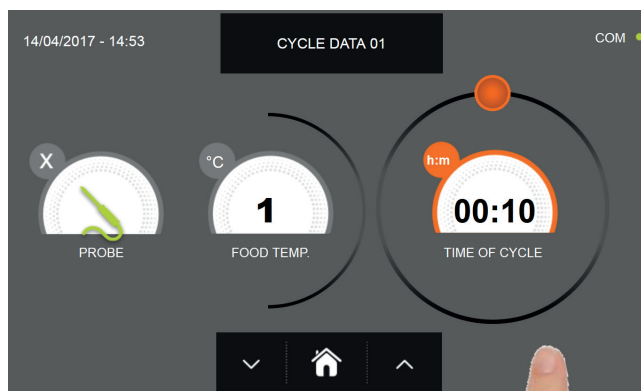 14/04/2017 - 14:53
CYCLE DATA 01
COM
X
°C
h:m
1
00:10
PROBE
FOOD TEMP.
TIME OF CYCLE